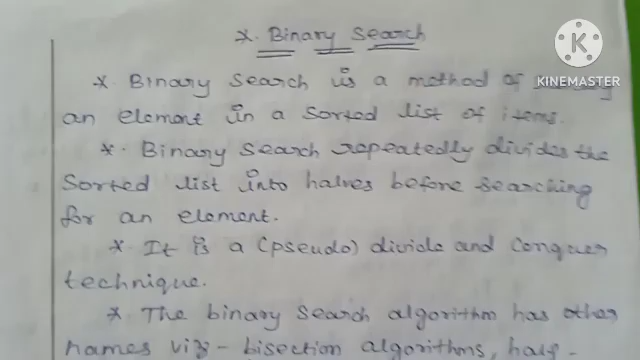 * Binary Search
* Binary Search is a method of
KINEMASTER
an element in a sorted list of items.
* Binary Search repeatedly divides the
Sorted list into halves before searching
for an element.
* It is a (pseudo) divide and conquer
technique.
* The binary search algorithm has other
names viz - bisection algorithms, half-